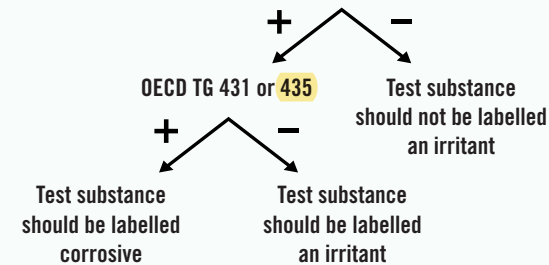 + −
OECD TG 431 or 435
Test substance
should not be labelled
an irritant
+ −
Test substance
should be labelled
corrosive
Test substance
should be labelled
an irritant